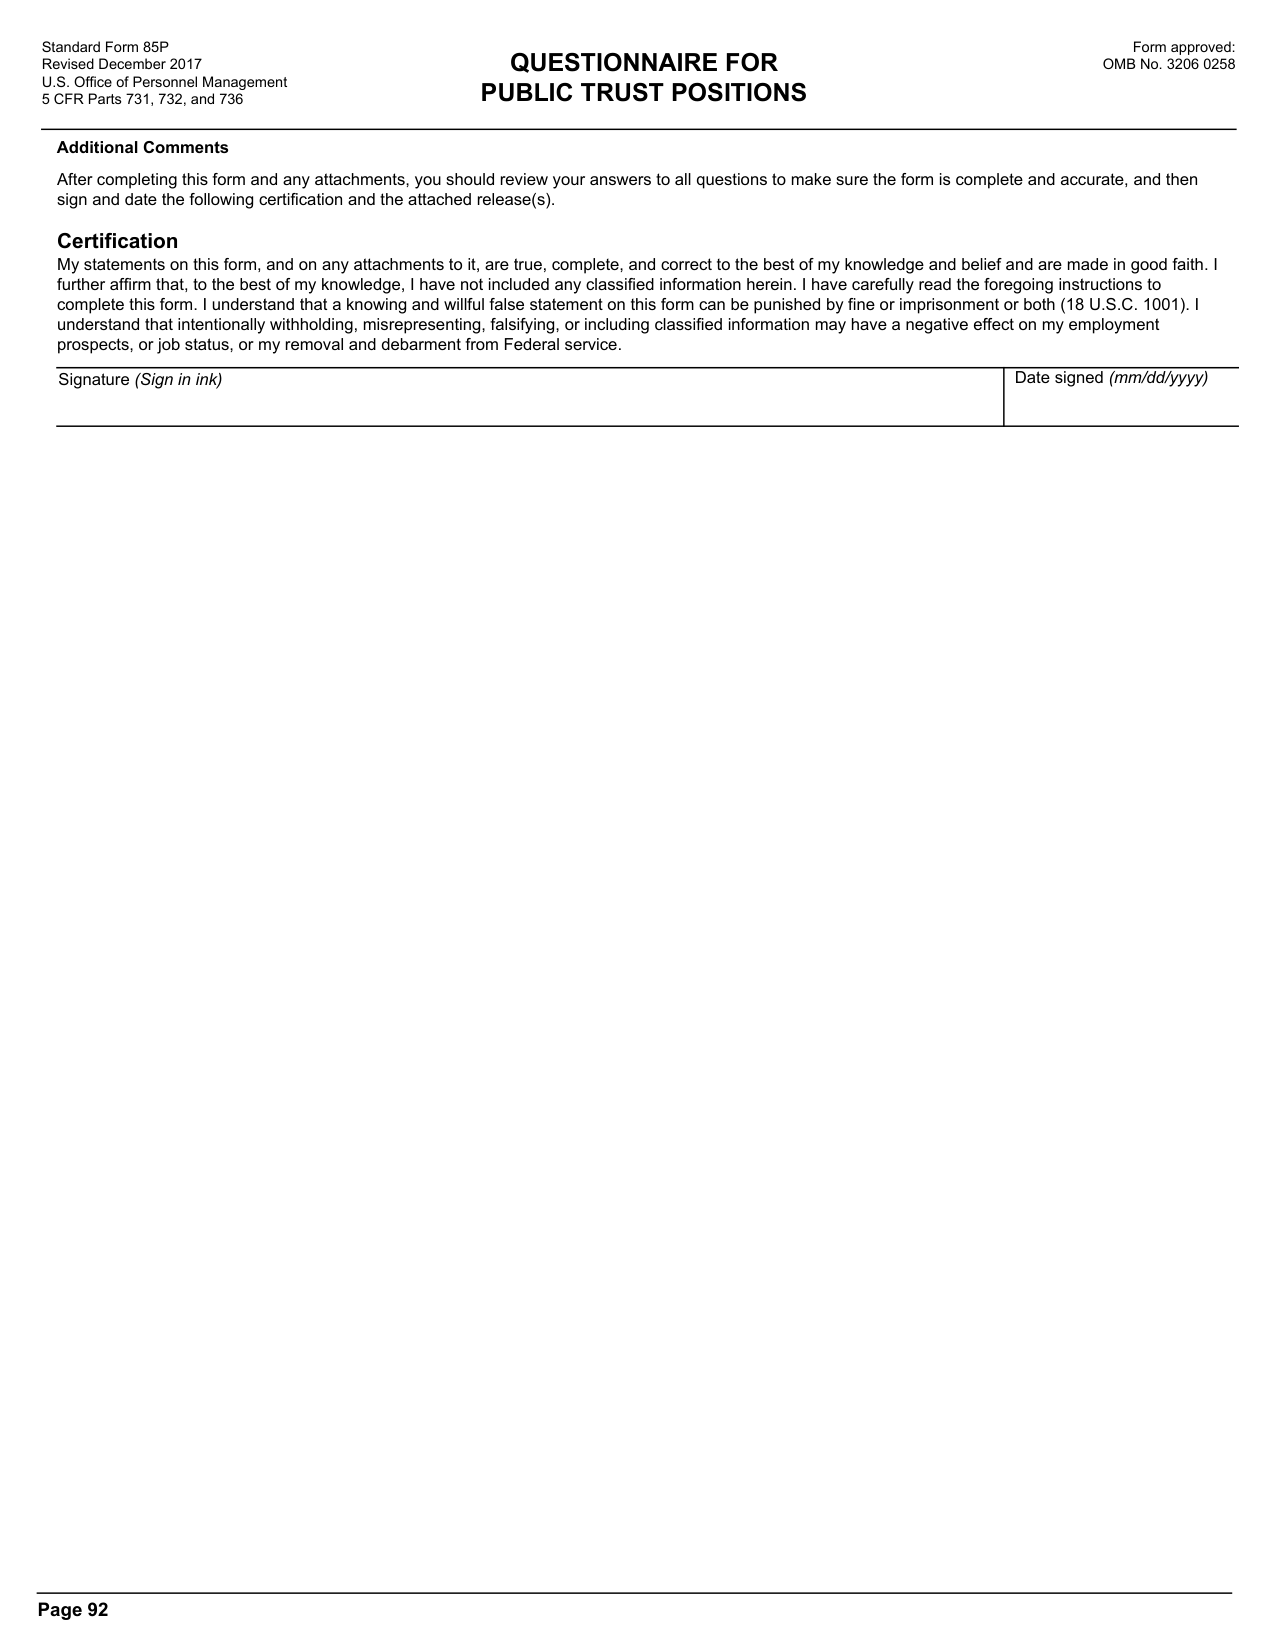 Standard Form 85P
Revised December 2017
U.S. Office of Personnel Management
5 CFR Parts 731, 732, and 736
QUESTIONNAIRE FOR
PUBLIC TRUST POSITIONS
Form approved:
OMB No. 3206 0258
Additional Comments
After completing this form and any attachments, you should review your answers to all questions to make sure the form is complete and accurate, and then
sign and date the following certification and the attached release(s).
Certification
My statements on this form, and on any attachments to it, are true, complete, and correct to the best of my knowledge and belief and are made in good faith. I
further affirm that, to the best of my knowledge, I have not included any classified information herein. I have carefully read the foregoing instructions to
complete this form. I understand that a knowing and willful false statement on this form can be punished by fine or imprisonment or both (18 U.S.C. 1001). I
understand that intentionally withholding, misrepresenting, falsifying, or including classified information may have a negative effect on my employment
prospects, or job status, or my removal and debarment from Federal service.
Signature (Sign in ink)
Date signed (mm/dd/yyyy)
Page 92